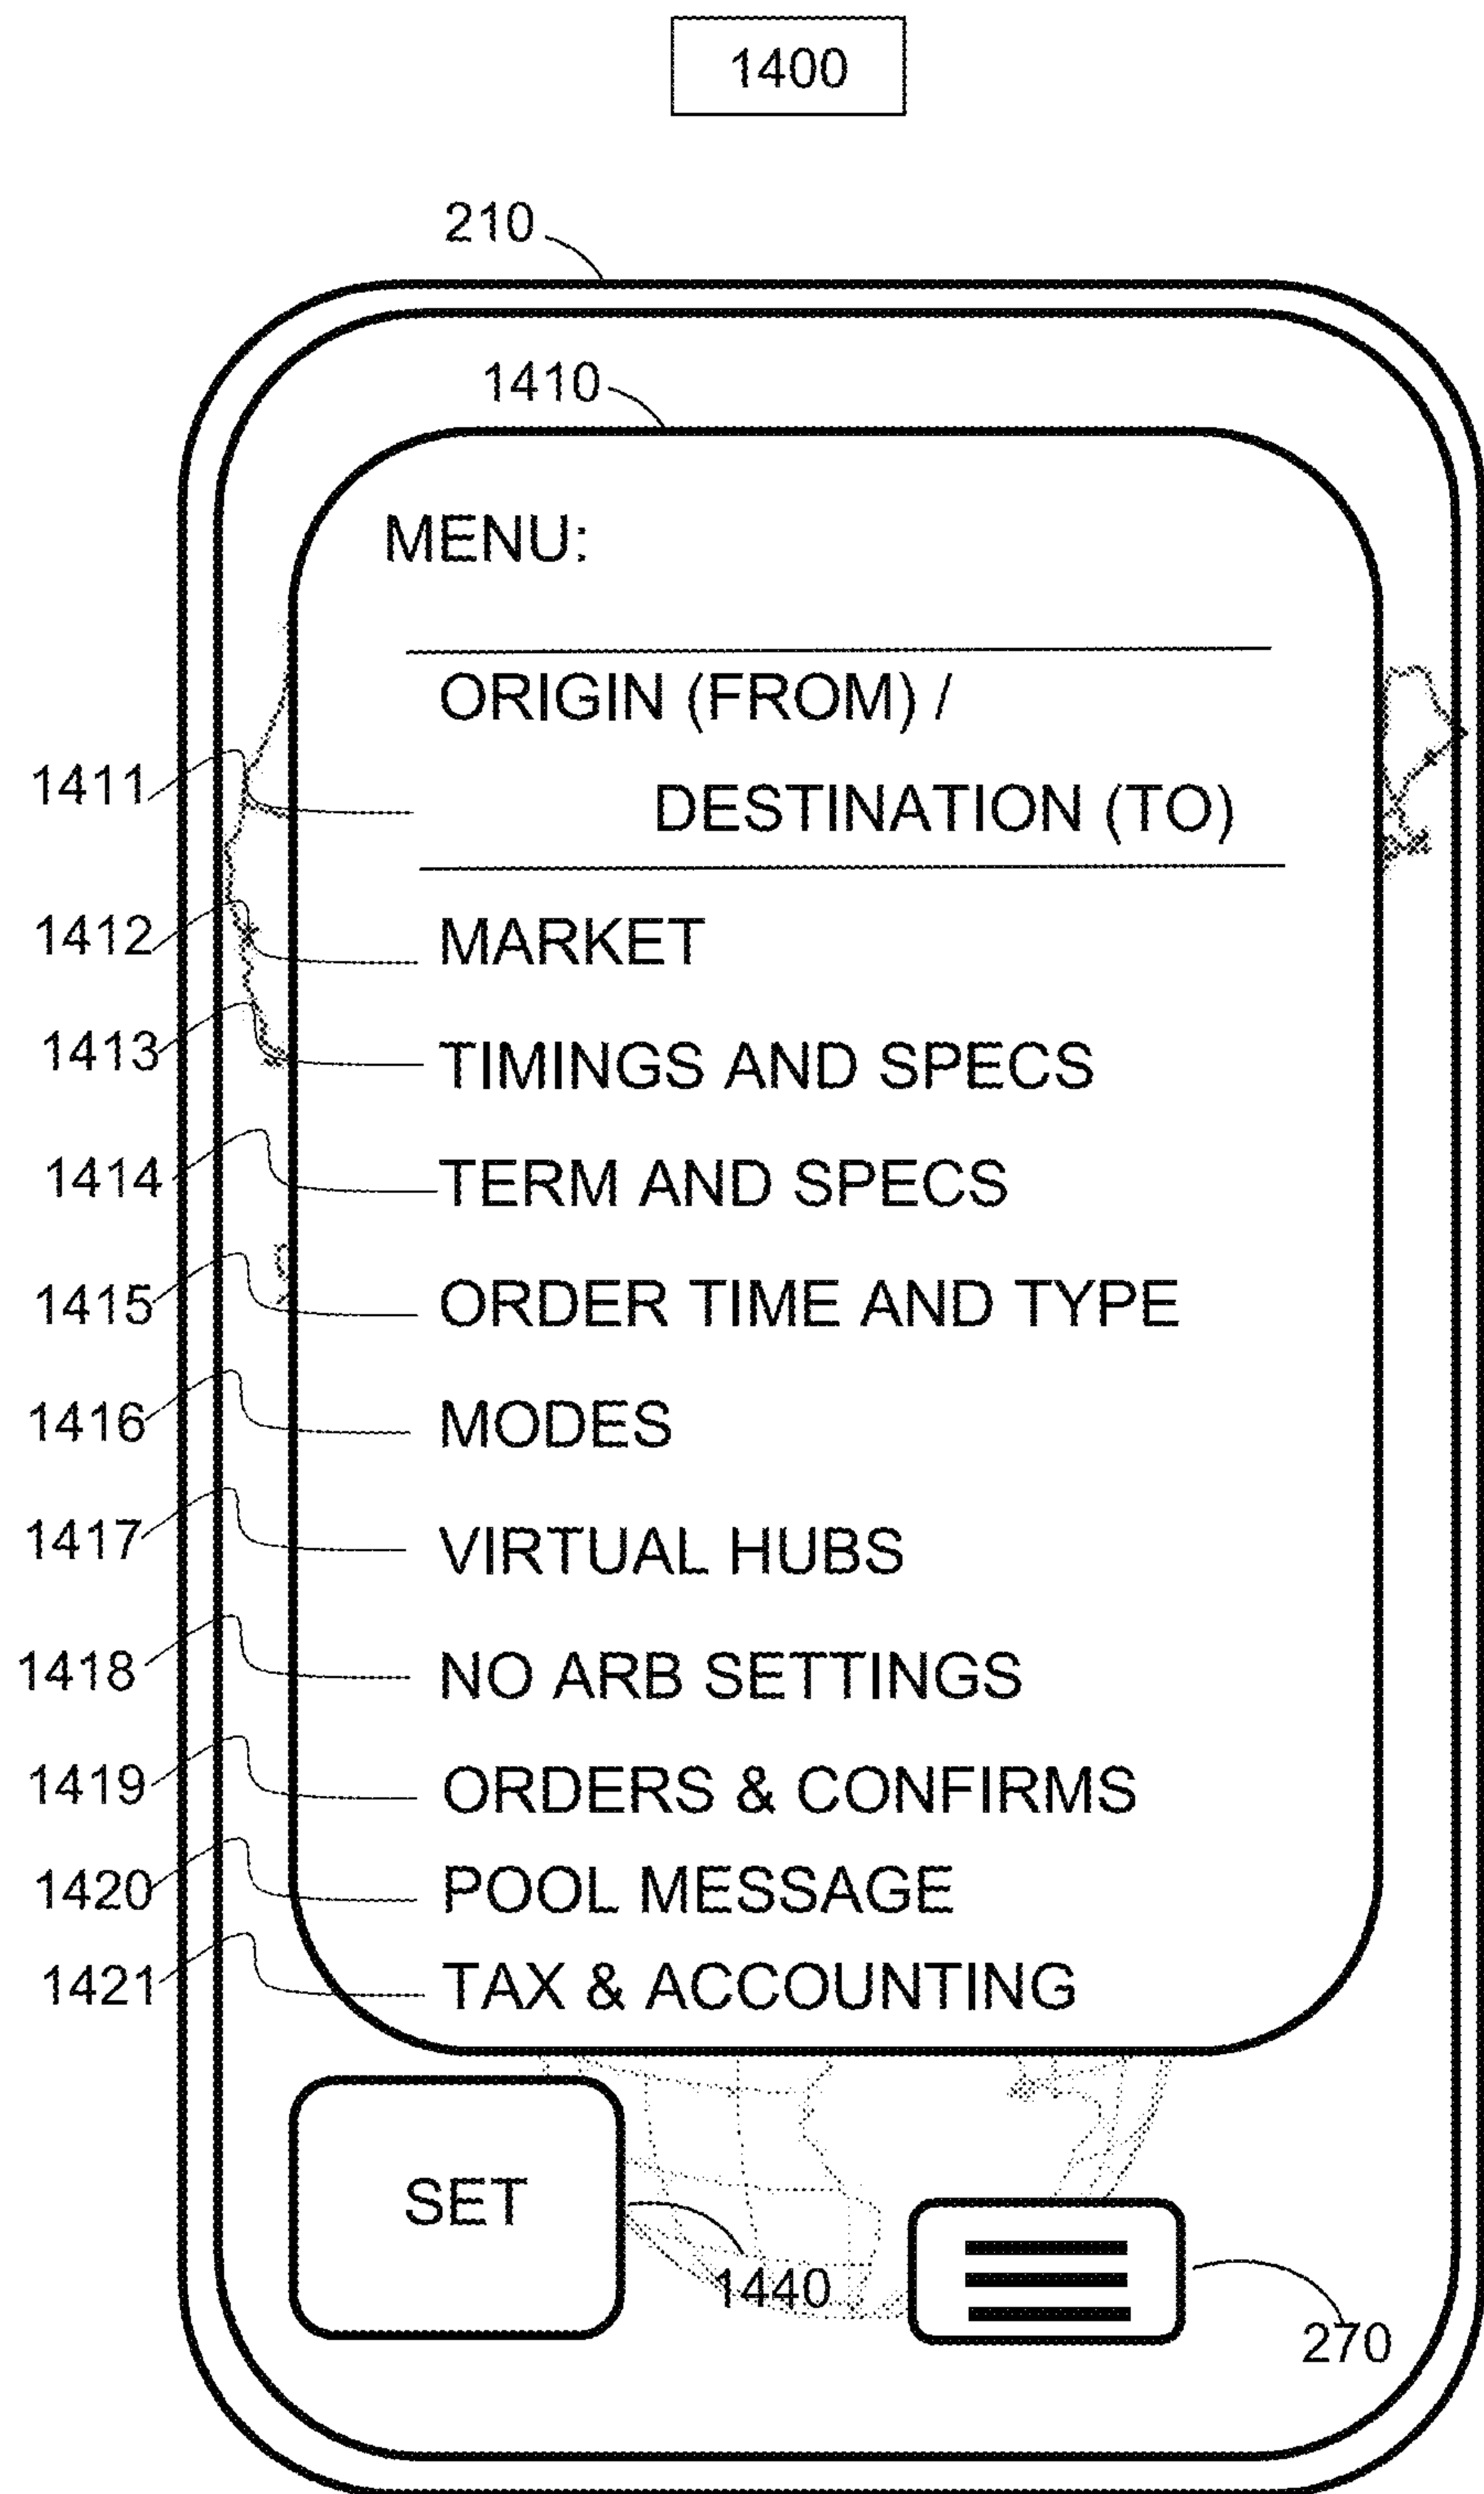 1400
210
1410
MENU:
ORIGIN (FROM) /
1411
DESTINATION (TO)
1412
MARKET
1413
TIMINGS AND SPECS
1414
TERM AND SPECS
1415
ORDER TIME AND TYPE
1416
MODES
1417
VIRTUAL HUBS
1418
NO ARB SETTINGS
1419
ORDERS & CONFIRMS
1420
POOL MESSAGE
1421
TAX & ACCOUNTING
SET
1440
270